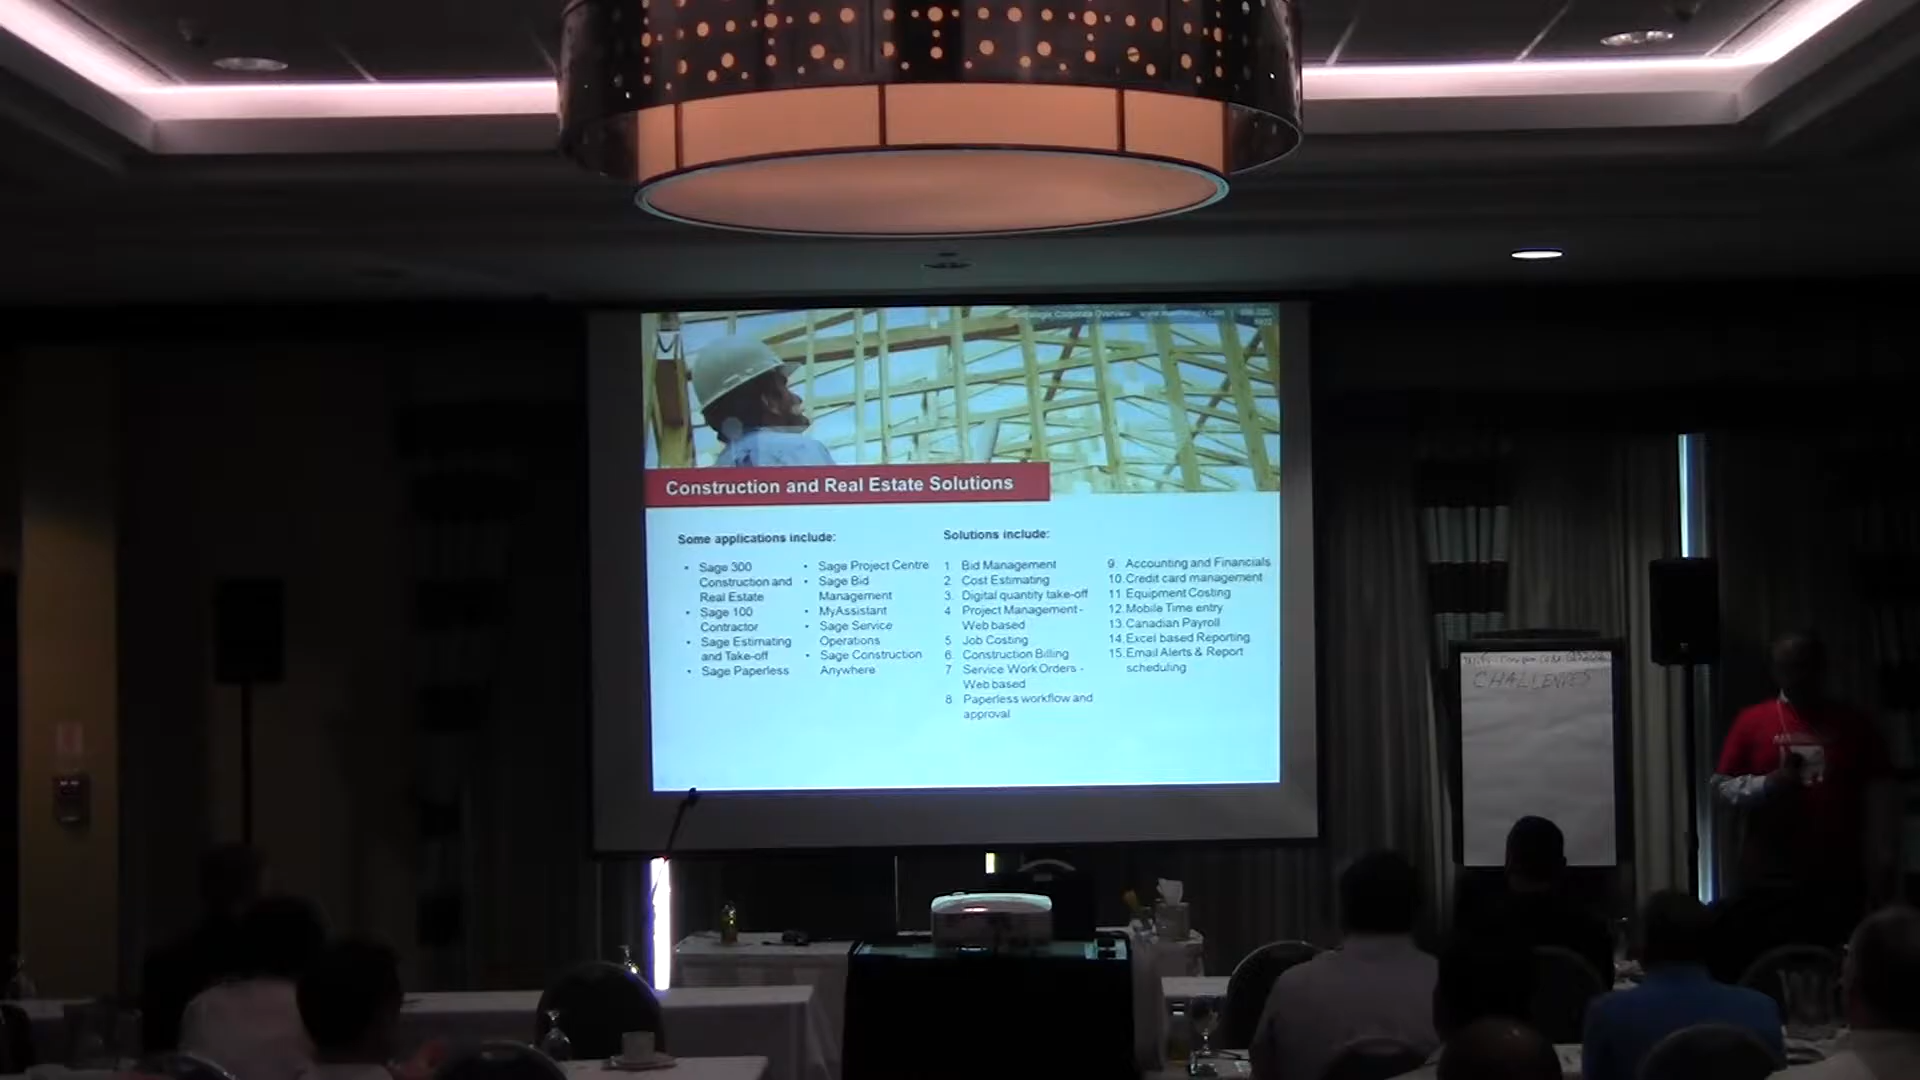 Corporate Overview
Construction and Real Estate Solutions
Some applications include:
• Sage 300
Construction and
Real Estate
• Sage 100
Contractor
• Sage Estimating
and Take-off
• Sage Paperless
• Sage Project Centre
• Sage Bid
Management
• MyAssistant
• Sage Service
Operations
• Sage Construction
Anywhere
Solutions include:
1. Bid Management
2. Cost Estimating
3. Digital quantity take-off
4 Project Management -
Web based
5. Job Costing
6. Construction Billing
7 Service Work Orders -
Web based
8. Paperless workflow and
approval
9. Accounting and Financials
10. Credit card management
11 Equipment Costing
12. Mobile Time entry
13. Canadian Payroll
14. Excel based Reporting
15. Email Alerts & Report
scheduling
CHALLENGES